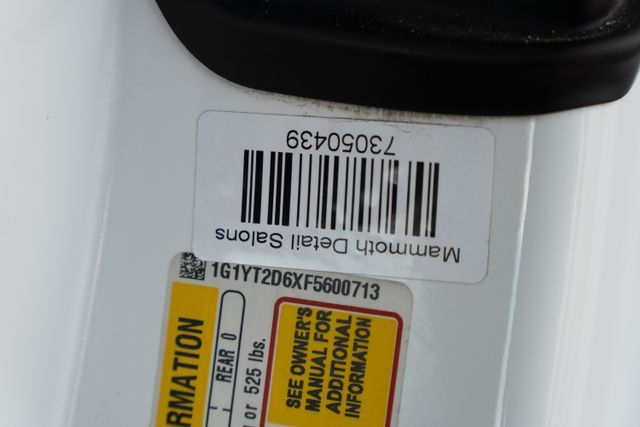 Mammoth Detail Salons
73050439
1G1YT2D6XF5600713
RMATION
REAR 0
or 525 lbs.
SEE OWNER'S
MANUAL FOR
ADDITIONAL
INFORMATION